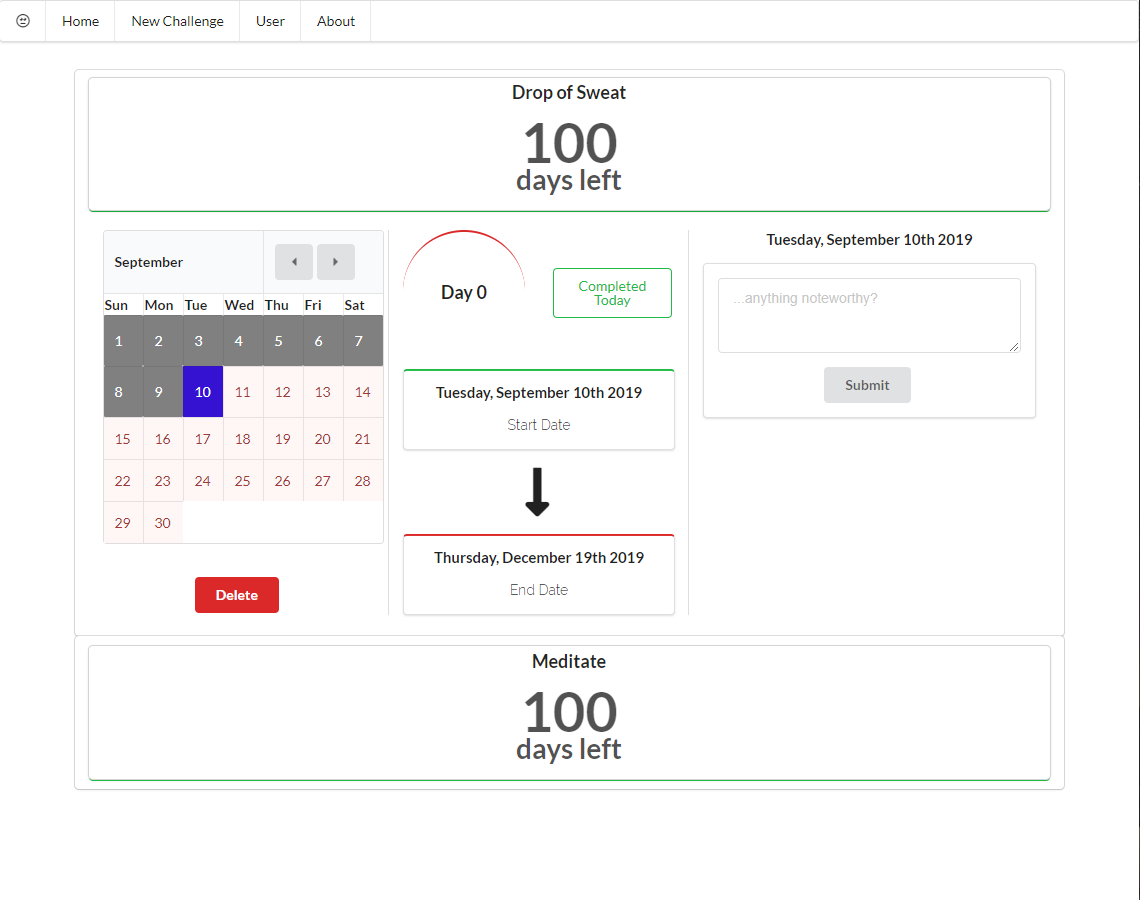 Home New Challenge User About
Drop of Sweat
100
days left
September
Sun Mon Tue Wed Thu Fri Sat
1 2 3 4 5 6 7
8 9 10 11 12 13 14
15 16 17 18 19 20 21
22 23 24 25 26 27 28
29 30
Delete
Day 0
Completed
Today
Tuesday, September 10th 2019
Start Date
Thursday, December 19th 2019
End Date
Tuesday, September 10th 2019
...anything noteworthy?
Submit
Meditate
100
days left